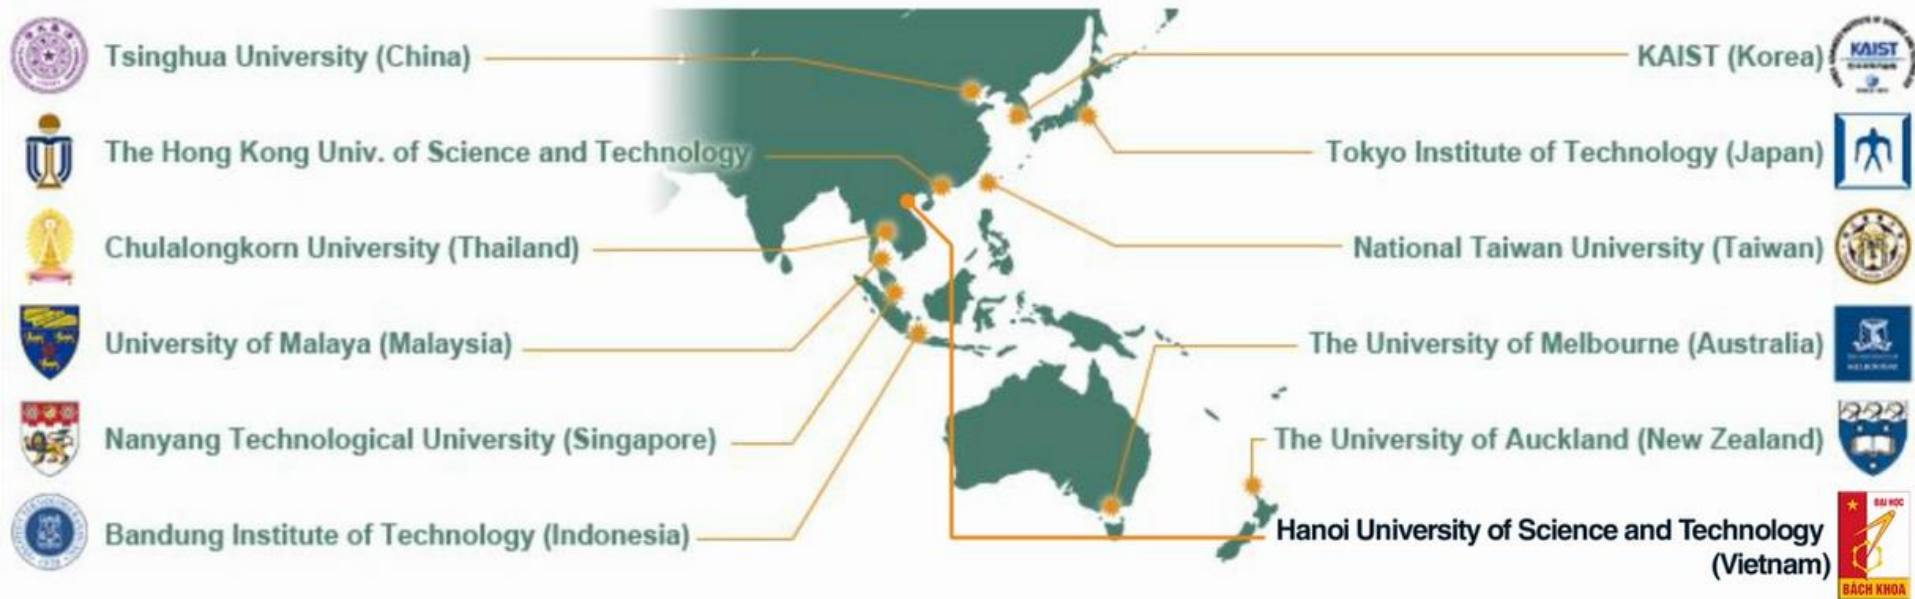 Tsinghua University (China)
The Hong Kong Univ. of Science and Technology
Chulalongkorn University (Thailand)
University of Malaya (Malaysia)
Nanyang Technological University (Singapore)
Bandung Institute of Technology (Indonesia)
KAIST (Korea)
KAIST
Tokyo Institute of Technology (Japan)
National Taiwan University (Taiwan)
The University of Melbourne (Australia)
MELBOURNE
The University of Auckland (New Zealand)
Hanoi University of Science and Technology
(Vietnam)
ĐẠI HỌC
BÁCH KHOA